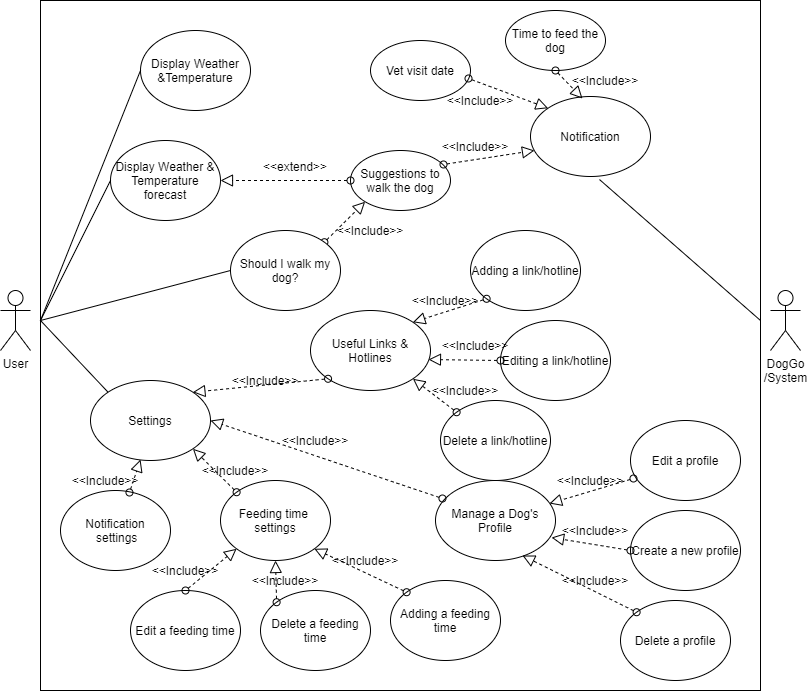 Time to feed the
dog
Display Weather
&Temperature
Vet visit date
<<Include>>
<<Include>>
Notification
<<Include>>
Display Weather &
Temperature
forecast
<<extend>>
Suggestions to
walk the dog
<<Include>>
Should I walk my
dog?
Adding a link/hotline
<<Include>>
Useful Links &
Hotlines
<<Include>>
Editing a link/hotline
User
DogGo
/System
<<Include>>
<<Include>>
Settings
<<Include>>
Delete a link/hotline
Edit a profile
<<Include>>
<<Include>>
<<Include>>
Notification
settings
Feeding time
settings
Manage a Dog's
Profile
<<Include>>
Create a new profile
<<Include>>
<<Include>>
<<Include>>
<<Include>>
Edit a feeding time
Delete a feeding
time
Adding a feeding
time
<<Include>>
Delete a profile